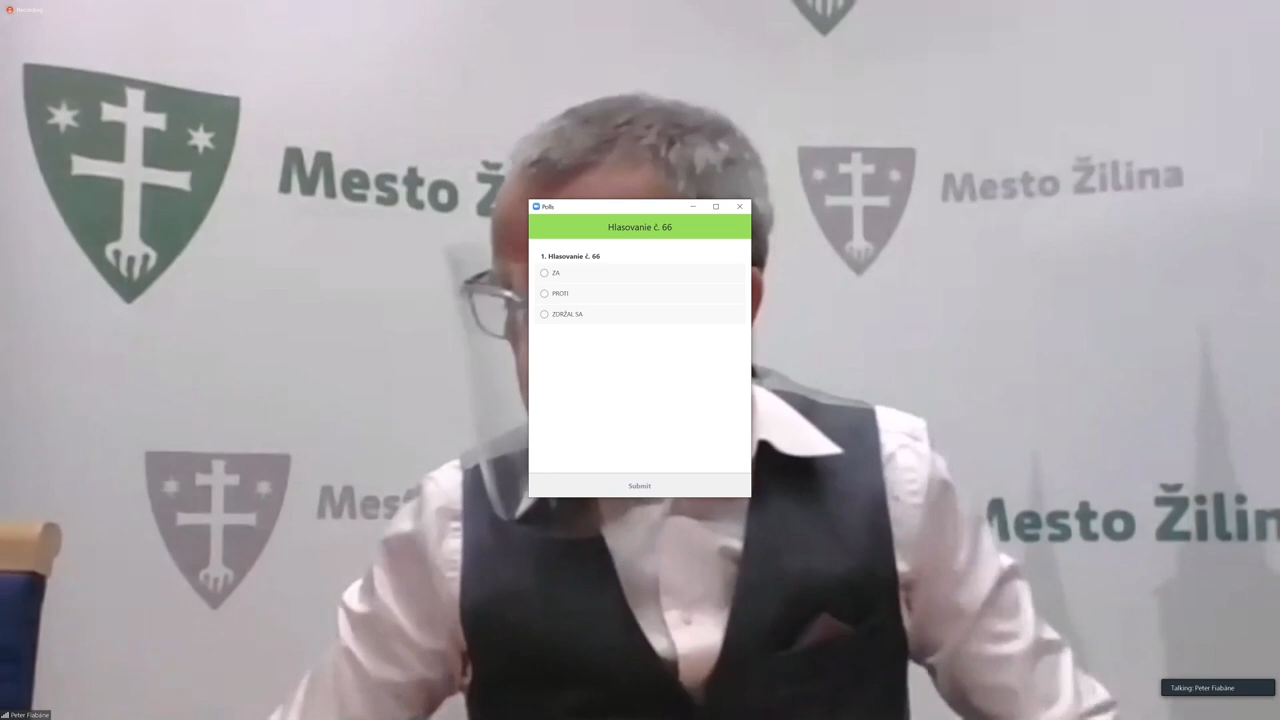 Recording
Mesto Ž
Mesto Žilina
Polls
Hlasovanie č. 66
1. Hlasovanie č. 66
ZA
PROTI
ZDRŽAL SA
Submit
Mest
Mesto Žilin
Talking: Peter Fiabáne
Peter Fiabáne